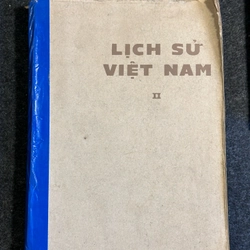 LỊCH SỬ
VIỆT NAM
II